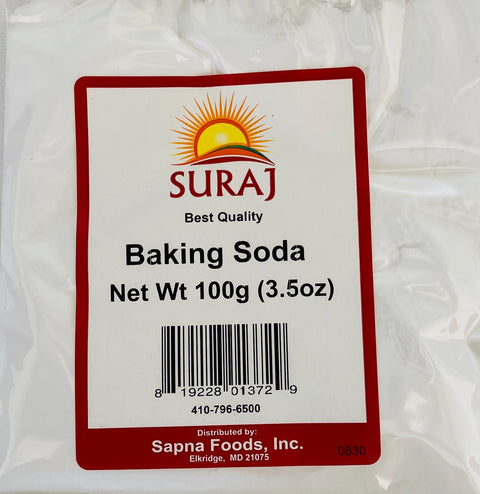 SURAJ
Best Quality
Baking Soda
Net Wt 100g (3.5oz)
8 19228 01372 9
410-796-6500
Distributed by:
Sapna Foods, Inc.
Elkridge, MD 21075
0830